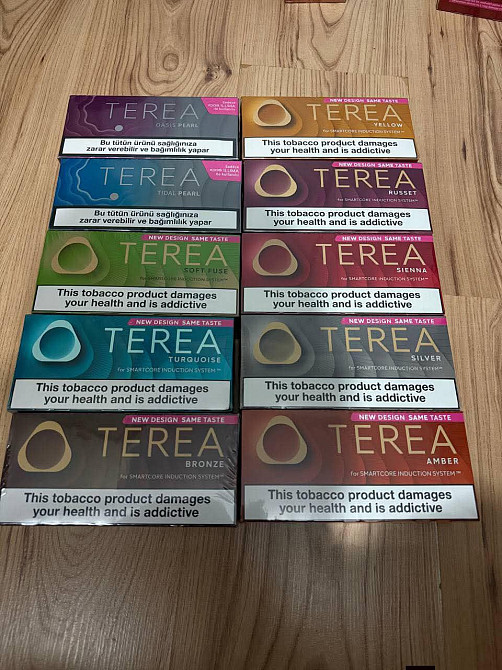 TEREA
OASIS PEARL
Bu tütün ürünü sağlığınıza
zarar verebilir ve bağımlılık yapar
NEW DESIGN SAME TASTE
TEREA
YELLOW
for SMARTCORE INDUCTION SYSTEM™
This tobacco product damages
your health and is addictive
TEREA
TIDAL PEARL
Bu tütün ürünü sağlığınıza
zarar verebilir ve bağımlılık yapar
NEW DESIGN SAME TASTE
TEREA
RUSSET
for SMARTCORE INDUCTION SYSTEM™
This tobacco product damages
your health and is addictive
NEW DESIGN SAME TASTE
TEREA
SOFT FUSE
for SMARTCORE INDUCTION SYSTEM™
This tobacco product damages
your health and is addictive
NEW DESIGN SAME TASTE
TEREA
SIENNA
for SMARTCORE INDUCTION SYSTEM™
This tobacco product damages
your health and is addictive
NEW DESIGN SAME TASTE
TEREA
TURQUOISE
for SMARTCORE INDUCTION SYSTEM™
This tobacco product damages
your health and is addictive
NEW DESIGN SAME TASTE
TEREA
SILVER
for SMARTCORE INDUCTION SYSTEM™
This tobacco product damages
your health and is addictive
NEW DESIGN SAME TASTE
TEREA
BRONZE
for SMARTCORE INDUCTION SYSTEM™
This tobacco product damages
your health and is addictive
NEW DESIGN SAME TASTE
TEREA
AMBER
for SMARTCORE INDUCTION SYSTEM™
This tobacco product damages
your health and is addictive